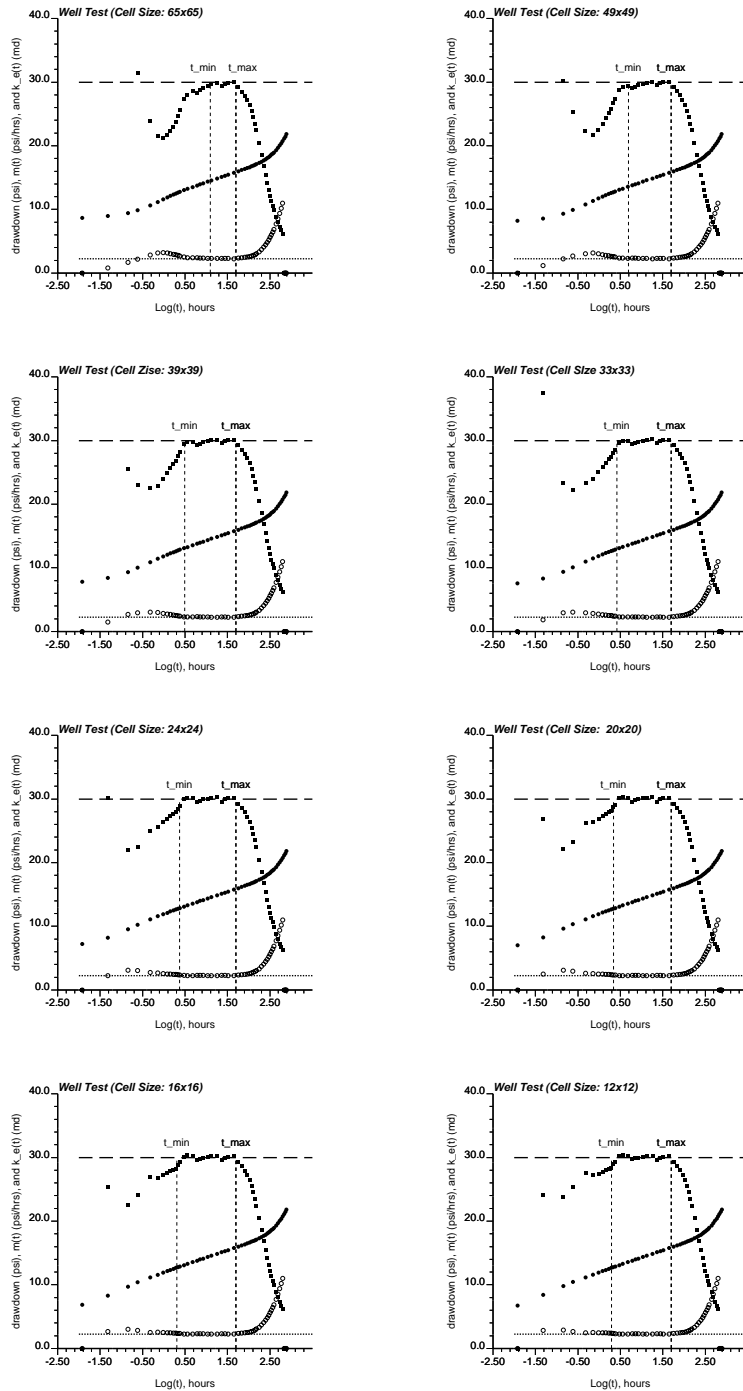 Well Test (Cell Size: 65x65)
40.0
t_min t_max
30.0
20.0
10.0
0.0
-2.50 -1.50 -0.50 0.50 1.50 2.50
Log(t), hours
drawdown (psi), m(t) (psi/hrs), and k_e(t) (md)
Well Test (Cell Size: 49x49)
40.0
t_min t_max
30.0
20.0
10.0
0.0
-2.50 -1.50 -0.50 0.50 1.50 2.50
Log(t), hours
drawdown (psi), m(t) (psi/hrs), and k_e(t) (md)
Well Test (Cell Zise: 39x39)
40.0
t_min t_max
30.0
20.0
10.0
0.0
-2.50 -1.50 -0.50 0.50 1.50 2.50
Log(t), hours
drawdown (psi), m(t) (psi/hrs), and k_e(t) (md)
Well Test (Cell SIze 33x33)
40.0
t_min t_max
30.0
20.0
10.0
0.0
-2.50 -1.50 -0.50 0.50 1.50 2.50
Log(t), hours
drawdown (psi), m(t) (psi/hrs), and k_e(t) (md)
Well Test (Cell Size: 24x24)
40.0
t_min t_max
30.0
20.0
10.0
0.0
-2.50 -1.50 -0.50 0.50 1.50 2.50
Log(t), hours
drawdown (psi), m(t) (psi/hrs), and k_e(t) (md)
Well Test (Cell Size: 20x20)
40.0
t_min t_max
30.0
20.0
10.0
0.0
-2.50 -1.50 -0.50 0.50 1.50 2.50
Log(t), hours
drawdown (psi), m(t) (psi/hrs), and k_e(t) (md)
Well Test (Cell Size: 16x16)
40.0
t_min t_max
30.0
20.0
10.0
0.0
-2.50 -1.50 -0.50 0.50 1.50 2.50
Log(t), hours
drawdown (psi), m(t) (psi/hrs), and k_e(t) (md)
Well Test (Cell Size: 12x12)
40.0
t_min t_max
30.0
20.0
10.0
0.0
-2.50 -1.50 -0.50 0.50 1.50 2.50
Log(t), hours
drawdown (psi), m(t) (psi/hrs), and k_e(t) (md)